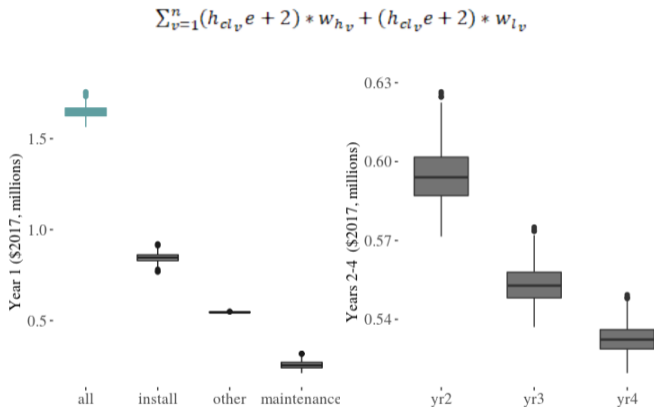 ∑ⁿᵥ₌₁(h_{cl_v}e + 2) * w_{h_v} + (h_{cl_v}e + 2) * w_{l_v}
Year 1 ($2017, millions)
1.5
1.0
0.5
all install other maintenance
Years 2-4 ($2017, millions)
0.63
0.60
0.57
0.54
yr2 yr3 yr4